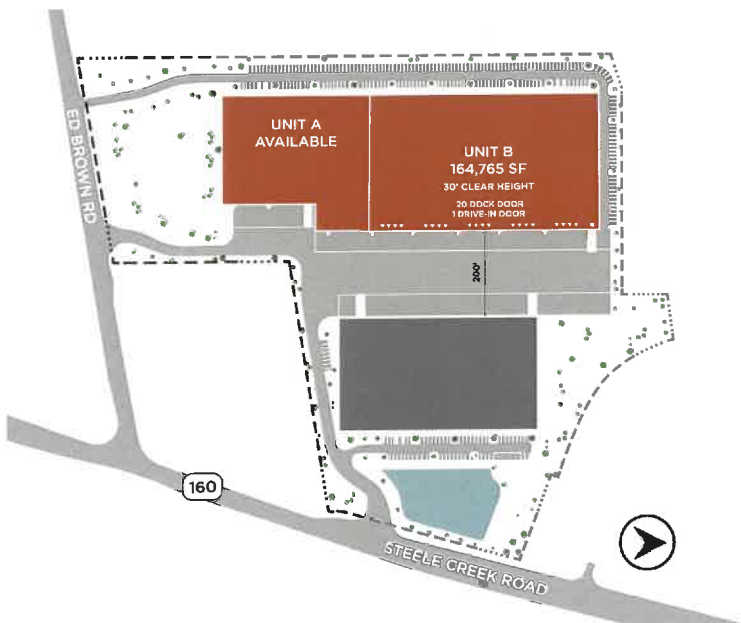 ED BROWN RD
UNIT A
AVAILABLE
UNIT B
164,765 SF
30' CLEAR HEIGHT
20 DOCK DOOR
1 DRIVE-IN DOOR
200'
160
STEELE CREEK ROAD